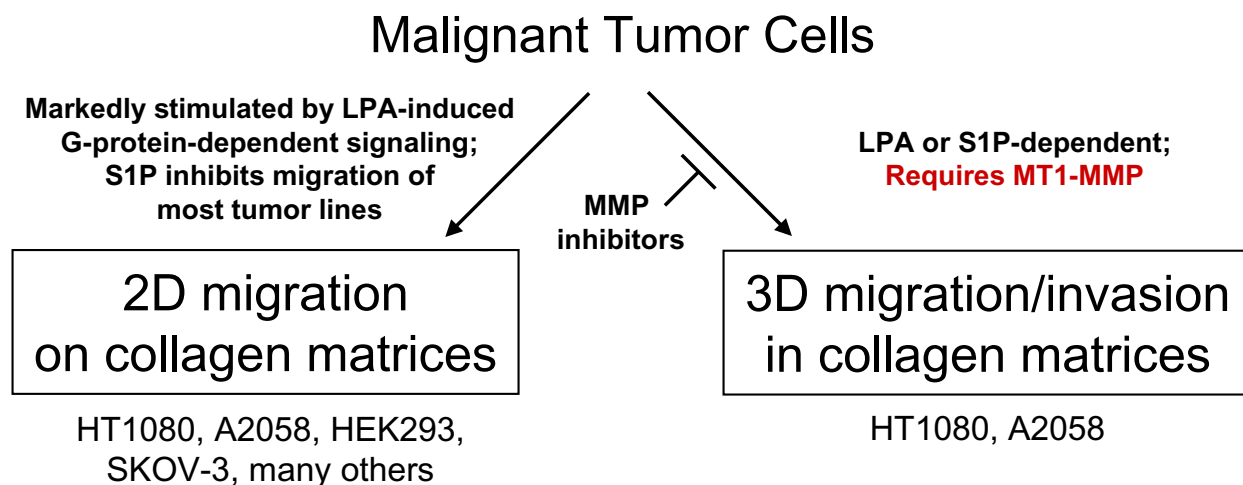 Malignant Tumor Cells
Markedly stimulated by LPA-induced
G-protein-dependent signaling;
S1P inhibits migration of
most tumor lines
MMP
inhibitors
LPA or S1P-dependent;
Requires MT1-MMP
2D migration
on collagen matrices
3D migration/invasion
in collagen matrices
HT1080, A2058, HEK293,
SKOV-3, many others
HT1080, A2058